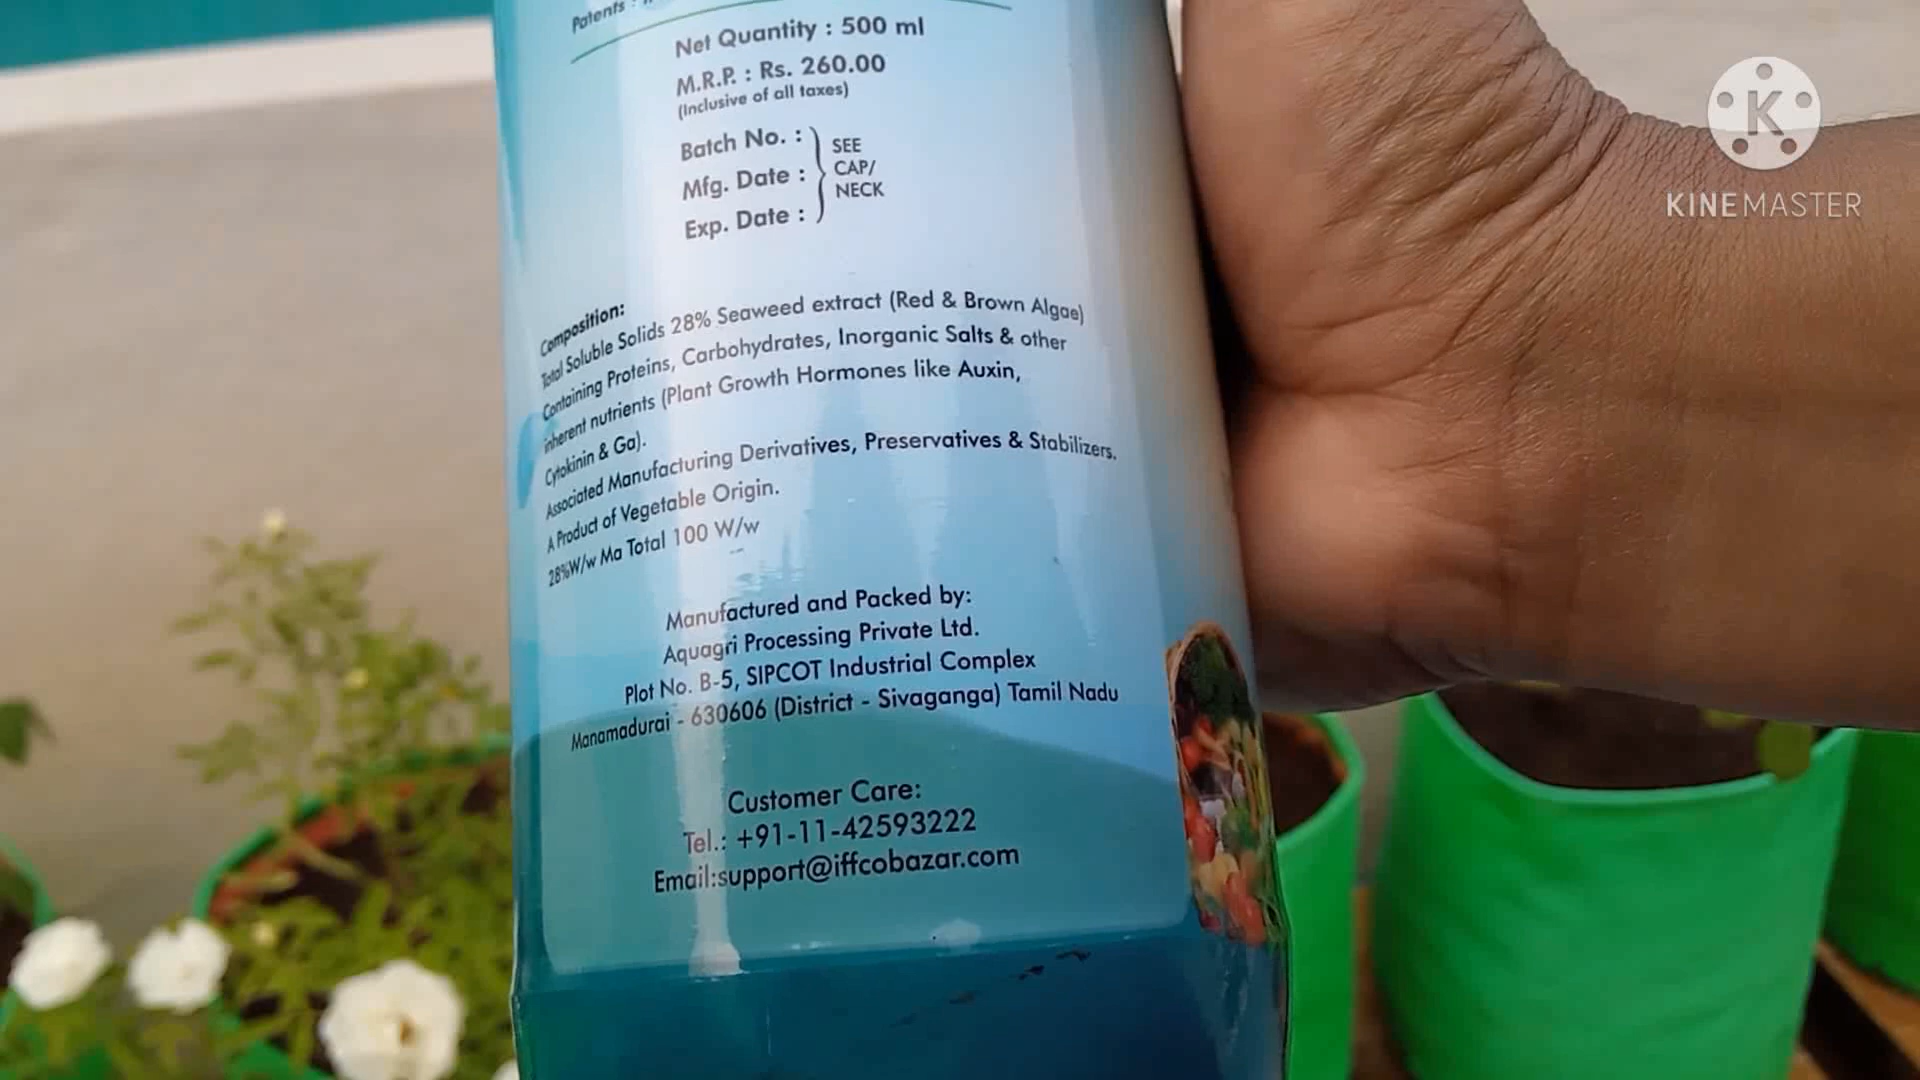 Patents :
Net Quantity : 500 ml
M.R.P. : Rs. 260.00
(Inclusive of all taxes)
Batch No. :
Mfg. Date :
Exp. Date :
SEE
CAP/
NECK
Composition:
Total Soluble Solids 28% Seaweed extract (Red & Brown Algae)
Containing Proteins, Carbohydrates, Inorganic Salts & other
inherent nutrients (Plant Growth Hormones like Auxin,
Cytokinin & Ga).
Associated Manufacturing Derivatives, Preservatives & Stabilizers.
A Product of Vegetable Origin.
28%W/w Ma Total 100 W/w
Manufactured and Packed by:
Aquagri Processing Private Ltd.
Plot No. B-5, SIPCOT Industrial Complex
Manamadurai - 630606 (District - Sivaganga) Tamil Nadu
Customer Care:
Tel.: +91-11-42593222
Email:support@iffcobazar.com
K
KINEMASTER